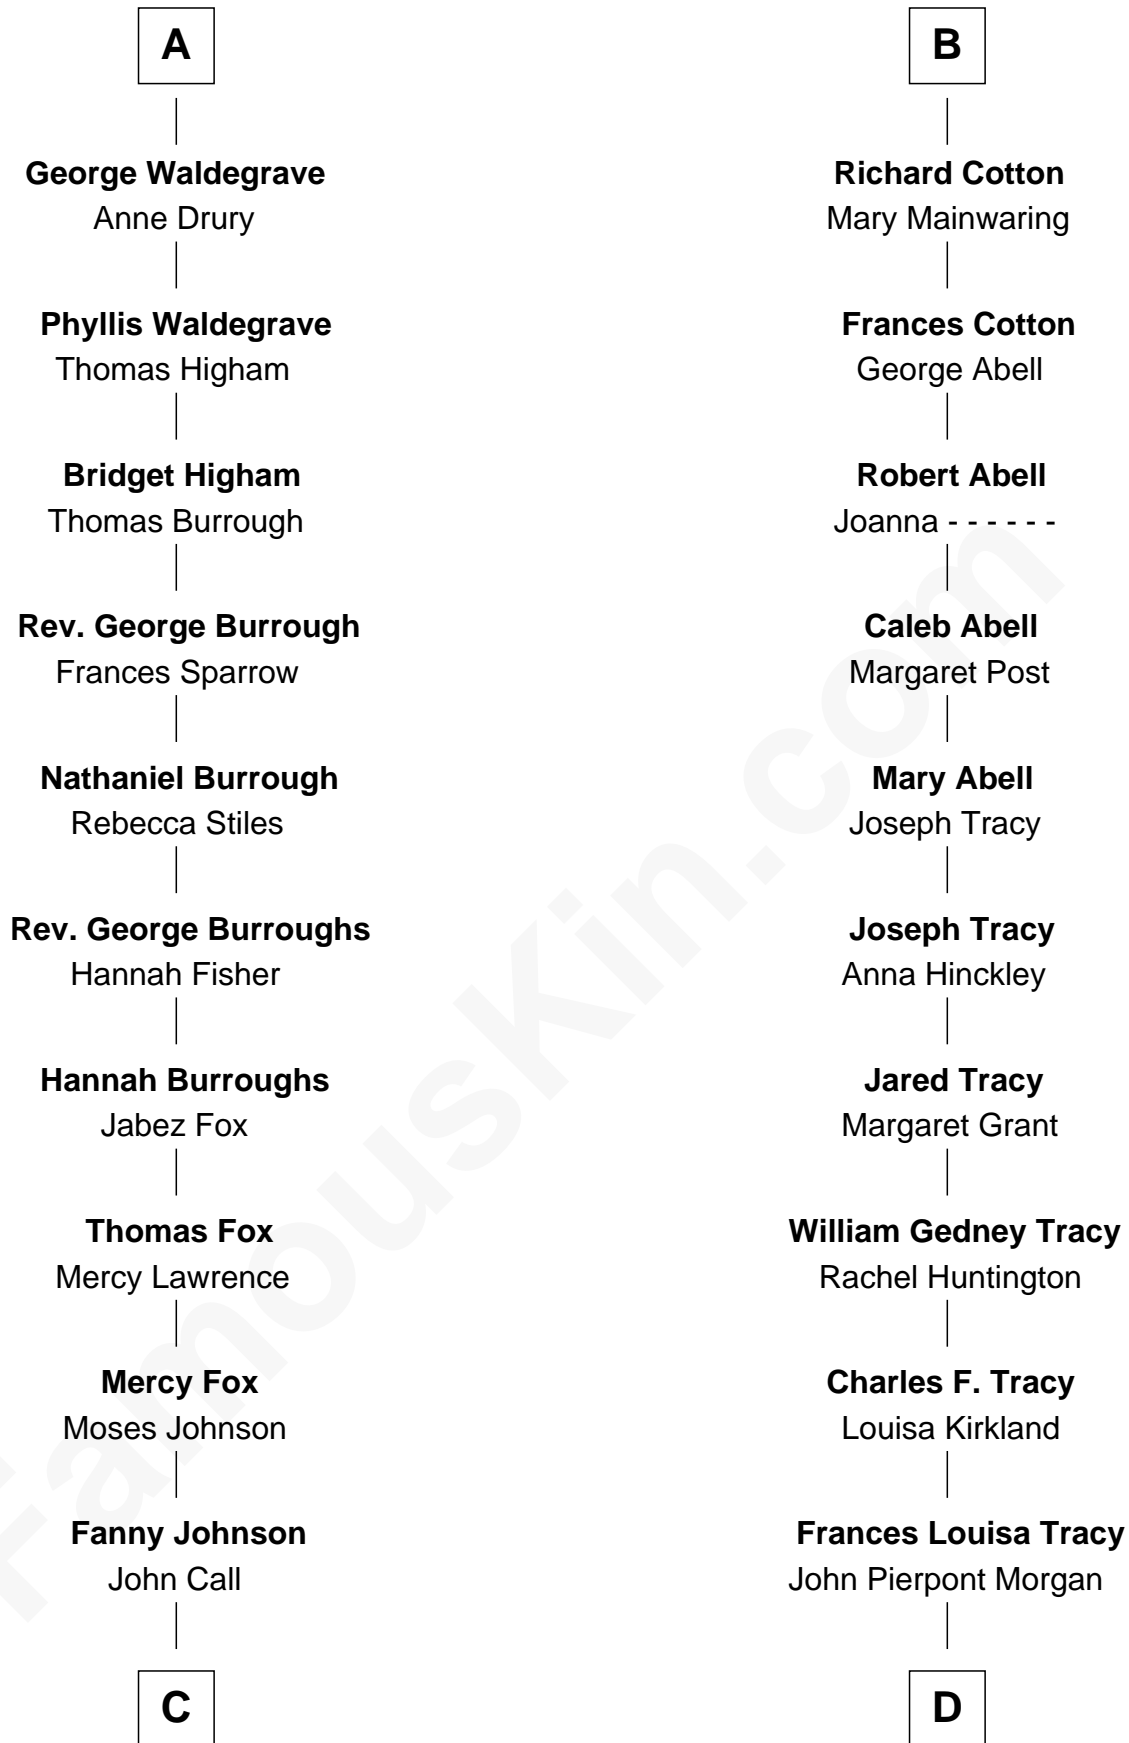 A
George Waldegrave
Anne Drury
Phyllis Waldegrave
Thomas Higham
Bridget Higham
Thomas Burrough
Rev. George Burrough
Frances Sparrow
Nathaniel Burrough
Rebecca Stiles
Rev. George Burroughs
Hannah Fisher
Hannah Burroughs
Jabez Fox
Thomas Fox
Mercy Lawrence
Mercy Fox
Moses Johnson
Fanny Johnson
John Call
C
B
Richard Cotton
Mary Mainwaring
Frances Cotton
George Abell
Robert Abell
Joanna - - - - - -
Caleb Abell
Margaret Post
Mary Abell
Joseph Tracy
Joseph Tracy
Anna Hinckley
Jared Tracy
Margaret Grant
William Gedney Tracy
Rachel Huntington
Charles F. Tracy
Louisa Kirkland
Frances Louisa Tracy
John Pierpont Morgan
D
FamousKin.com